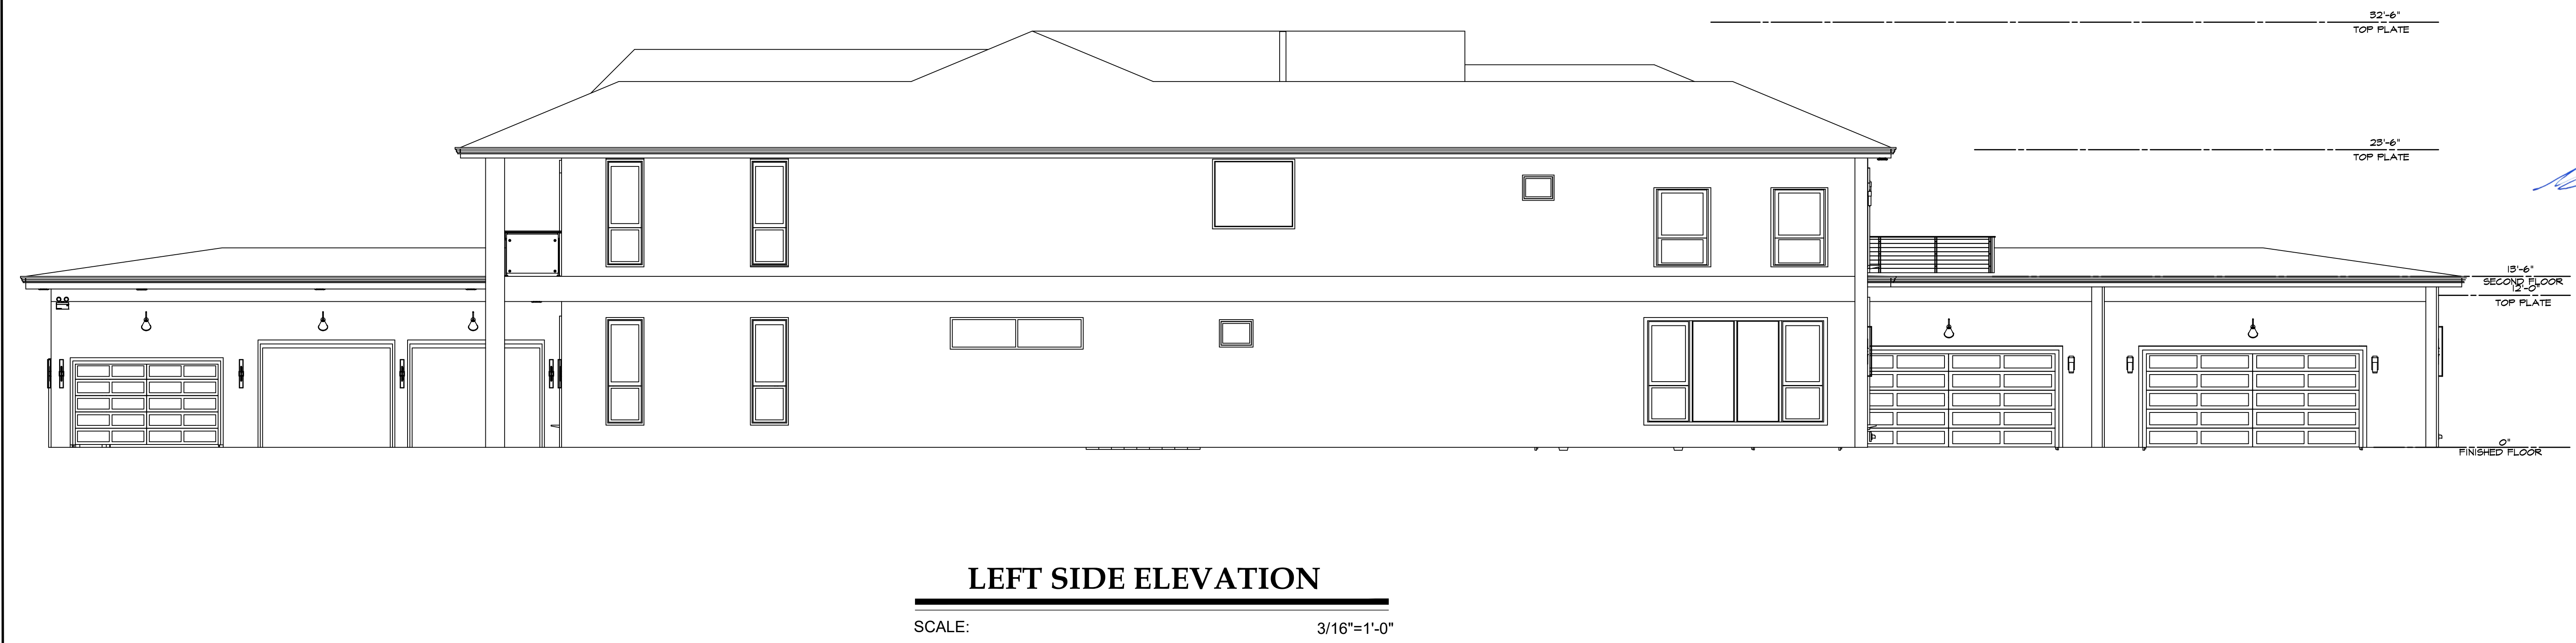 32'-6"
TOP PLATE
23'-6"
TOP PLATE
13'-6"
SECOND FLOOR
12'-0"
TOP PLATE
0"
FINISHED FLOOR
LEFT SIDE ELEVATION
SCALE: 3/16"=1'-0"